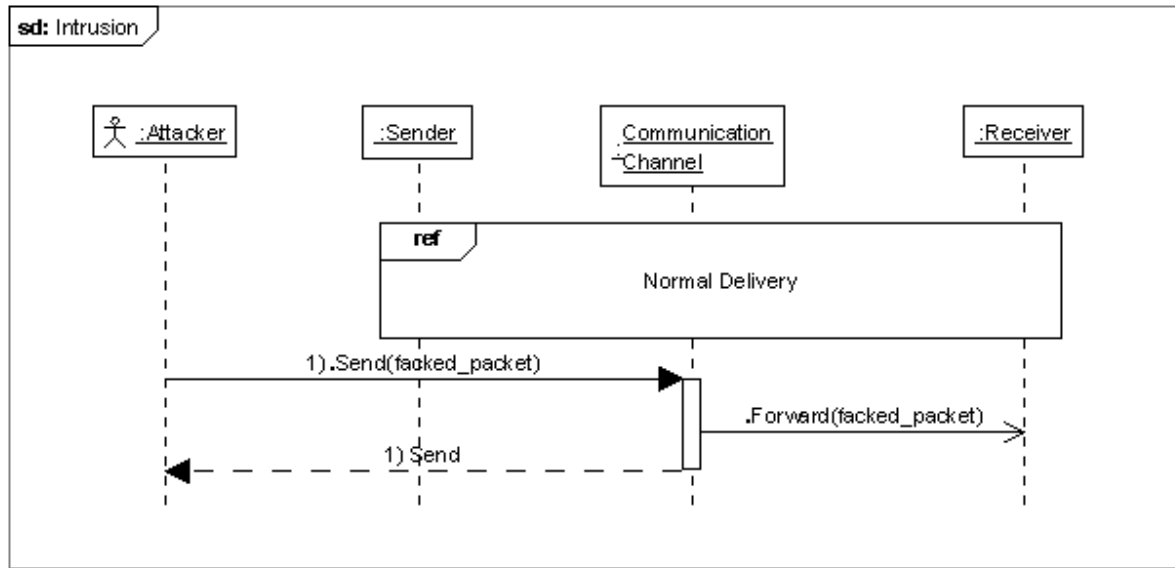 sd: Intrusion
:Attacker
:Sender
Communication
:Channel
:Receiver
ref
Normal Delivery
1).Send(facked_packet)
.Forward(facked_packet)
1) Send